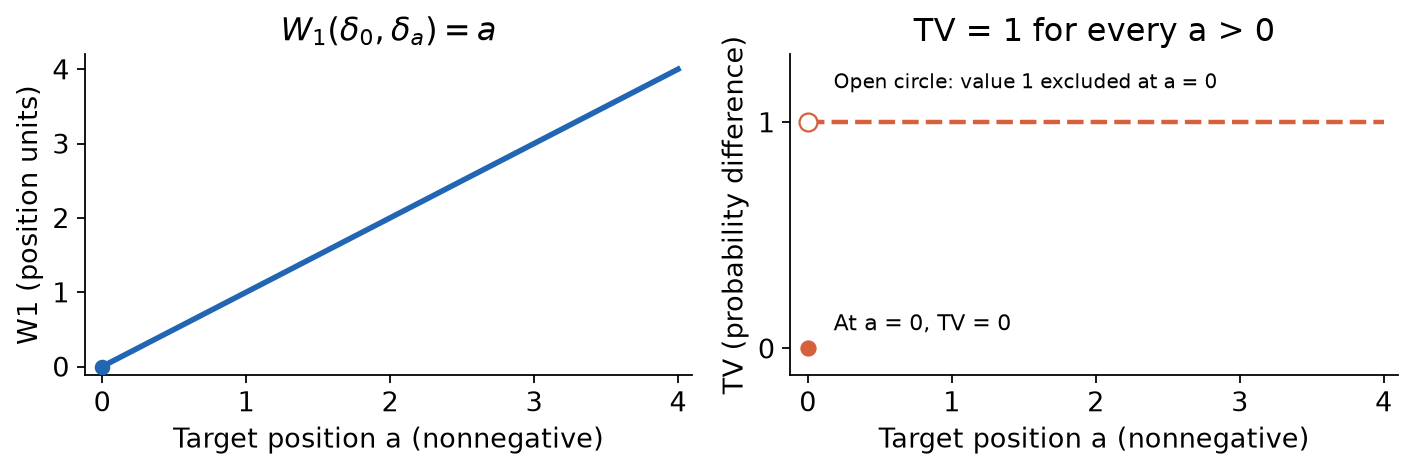 W₁(δ₀, δₐ) = a
W1 (position units)
4
3
2
1
0
0 1 2 3 4
Target position a (nonnegative)
TV = 1 for every a > 0
TV (probability difference)
Open circle: value 1 excluded at a = 0
1
At a = 0, TV = 0
0
0 1 2 3 4
Target position a (nonnegative)